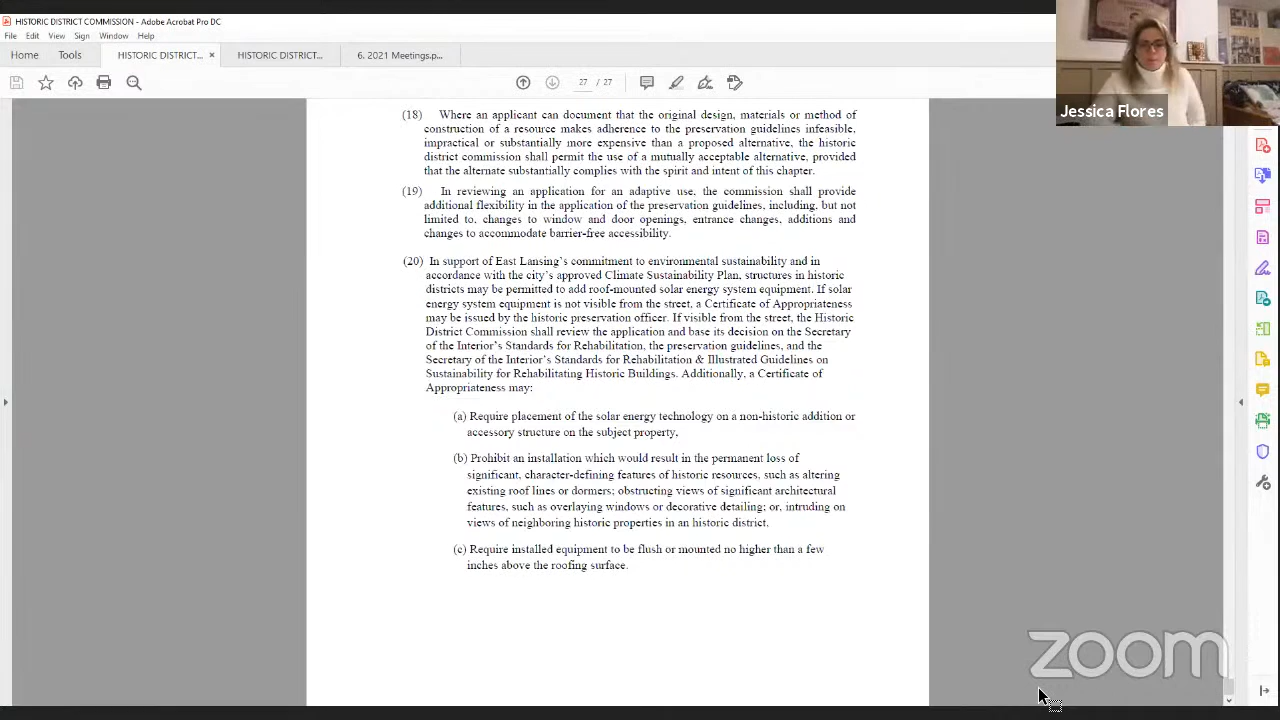 HISTORIC DISTRICT COMMISSION - Adobe Acrobat Pro DC
File Edit View Sign Window Help
Home Tools HISTORIC DISTRICT... × HISTORIC DISTRICT... 6. 2021 Meetings.p...
27 / 27
Jessica Flores
(18) Where an applicant can document that the original design, materials or method of
construction of a resource makes adherence to the preservation guidelines infeasible,
impractical or substantially more expensive than a proposed alternative, the historic
district commission shall permit the use of a mutually acceptable alternative, provided
that the alternate substantially complies with the spirit and intent of this chapter.
(19) In reviewing an application for an adaptive use, the commission shall provide
additional flexibility in the application of the preservation guidelines, including, but not
limited to, changes to window and door openings, entrance changes, additions and
changes to accommodate barrier-free accessibility.
(20) In support of East Lansing's commitment to environmental sustainability and in
accordance with the city's approved Climate Sustainability Plan, structures in historic
districts may be permitted to add roof-mounted solar energy system equipment. If solar
energy system equipment is not visible from the street, a Certificate of Appropriateness
may be issued by the historic preservation officer. If visible from the street, the Historic
District Commission shall review the application and base its decision on the Secretary
of the Interior's Standards for Rehabilitation, the preservation guidelines, and the
Secretary of the Interior's Standards for Rehabilitation & Illustrated Guidelines on
Sustainability for Rehabilitating Historic Buildings. Additionally, a Certificate of
Appropriateness may:
(a) Require placement of the solar energy technology on a non-historic addition or
accessory structure on the subject property,
(b) Prohibit an installation which would result in the permanent loss of
significant, character-defining features of historic resources, such as altering
existing roof lines or dormers; obstructing views of significant architectural
features, such as overlaying windows or decorative detailing; or, intruding on
views of neighboring historic properties in an historic district.
(c) Require installed equipment to be flush or mounted no higher than a few
inches above the roofing surface.
zoom